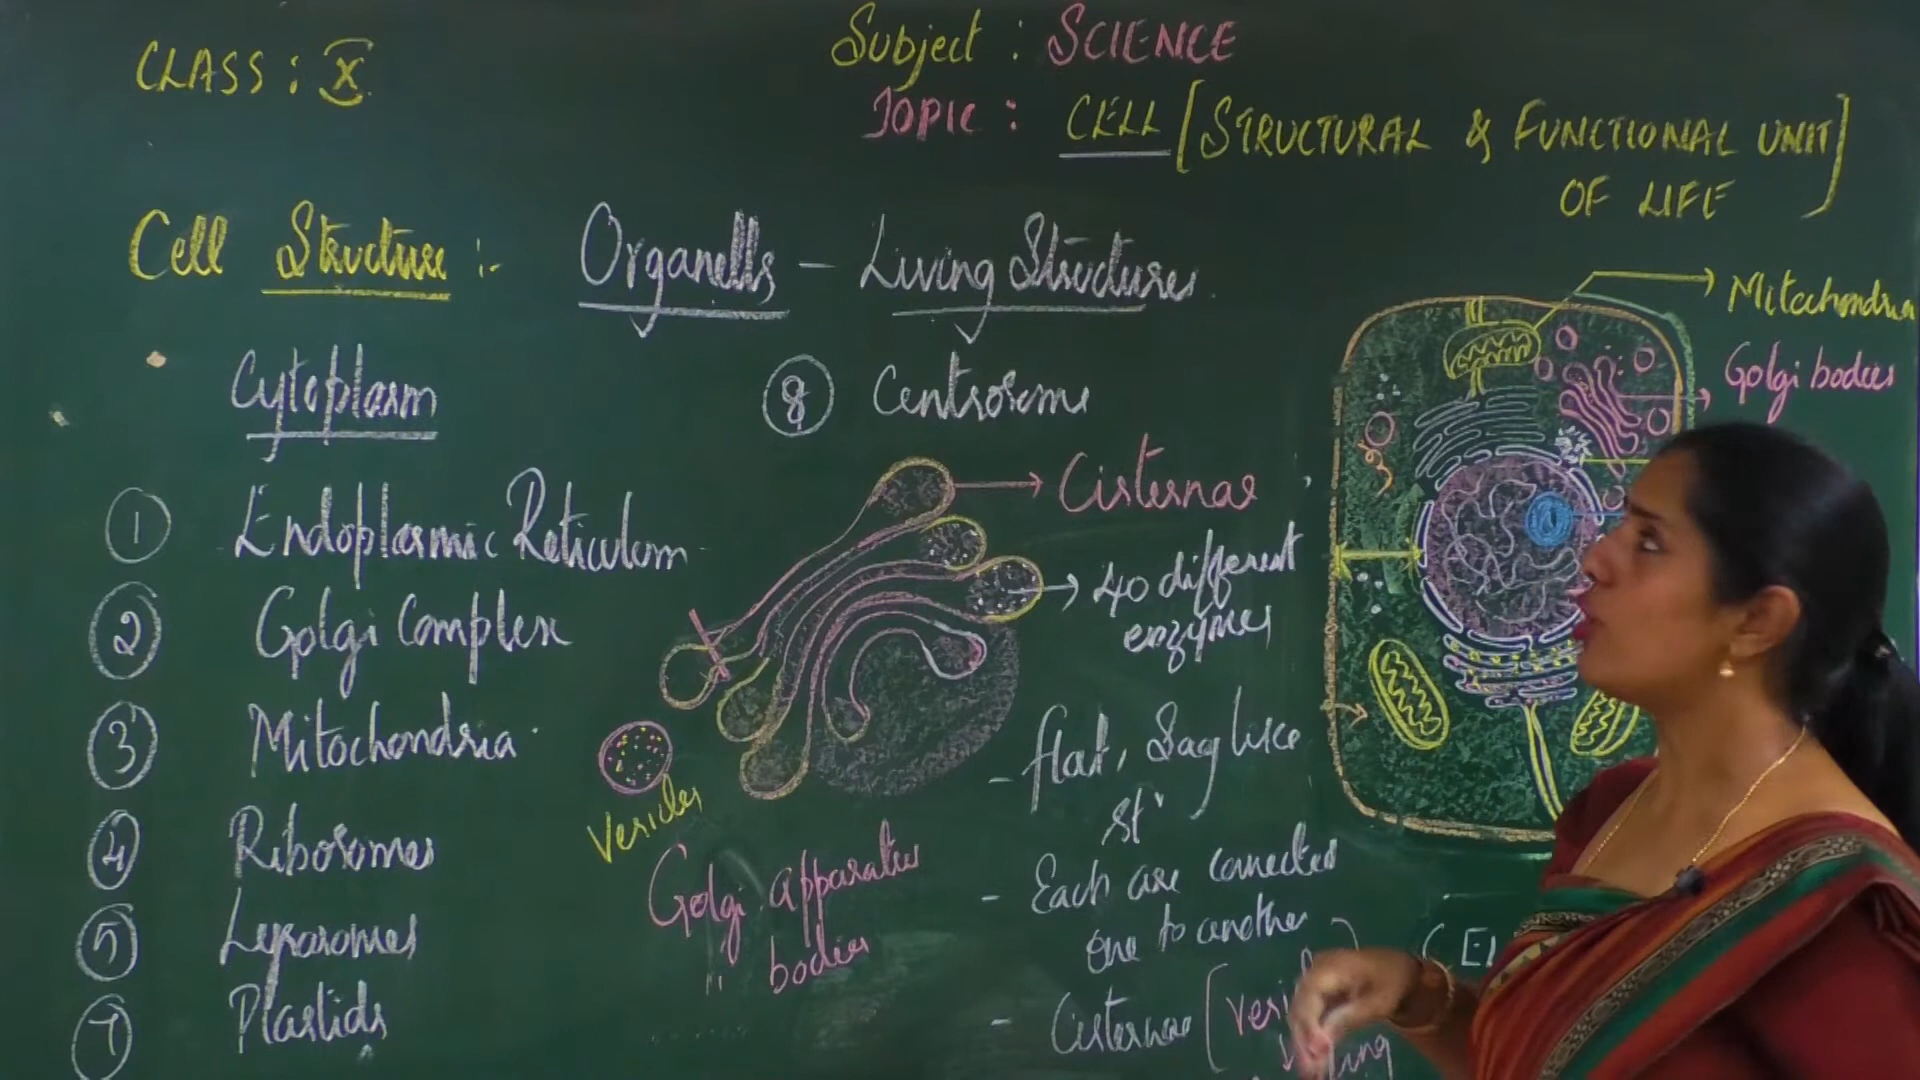 CLASS : X
Subject : SCIENCE
TOPIC : CELL [STRUCTURAL & FUNCTIONAL UNIT]
OF LIFE
Cell Structure :- Organells – Living Structures
Cytoplasm
1 Endoplasmic Reticulum
2 Golgi Complex
3 Mitochondria
4 Ribosomes
5 Lysosomes
7 Plastids
8 Centrosome
Cisternae
40 different
enzymes
Vesicles
Golgi apparatus
" bodies
- flat, Sag like
st'
- Each are connected
one to another
- Cisternae (
Mitochondria
Golgi bodies